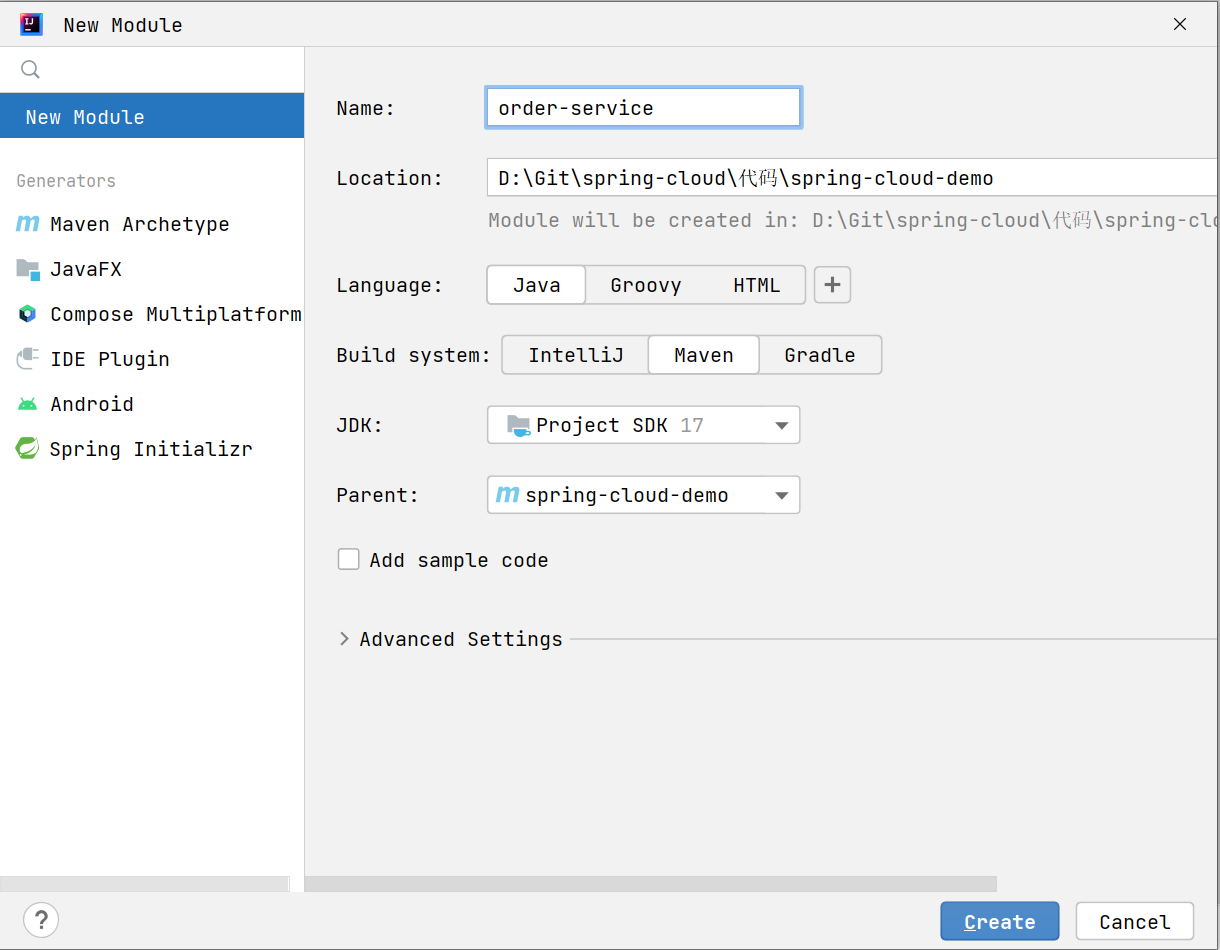 New Module
New Module
Generators
Maven Archetype
JavaFX
Compose Multiplatform
IDE Plugin
Android
Spring Initializr
Name: order-service
Location: D:\Git\spring-cloud\代码\spring-cloud-demo
Module will be created in: D:\Git\spring-cloud\代码\spring-clo
Language: Java Groovy HTML +
Build system: IntelliJ Maven Gradle
JDK: Project SDK 17
Parent: m spring-cloud-demo
Add sample code
Advanced Settings
? Create Cancel